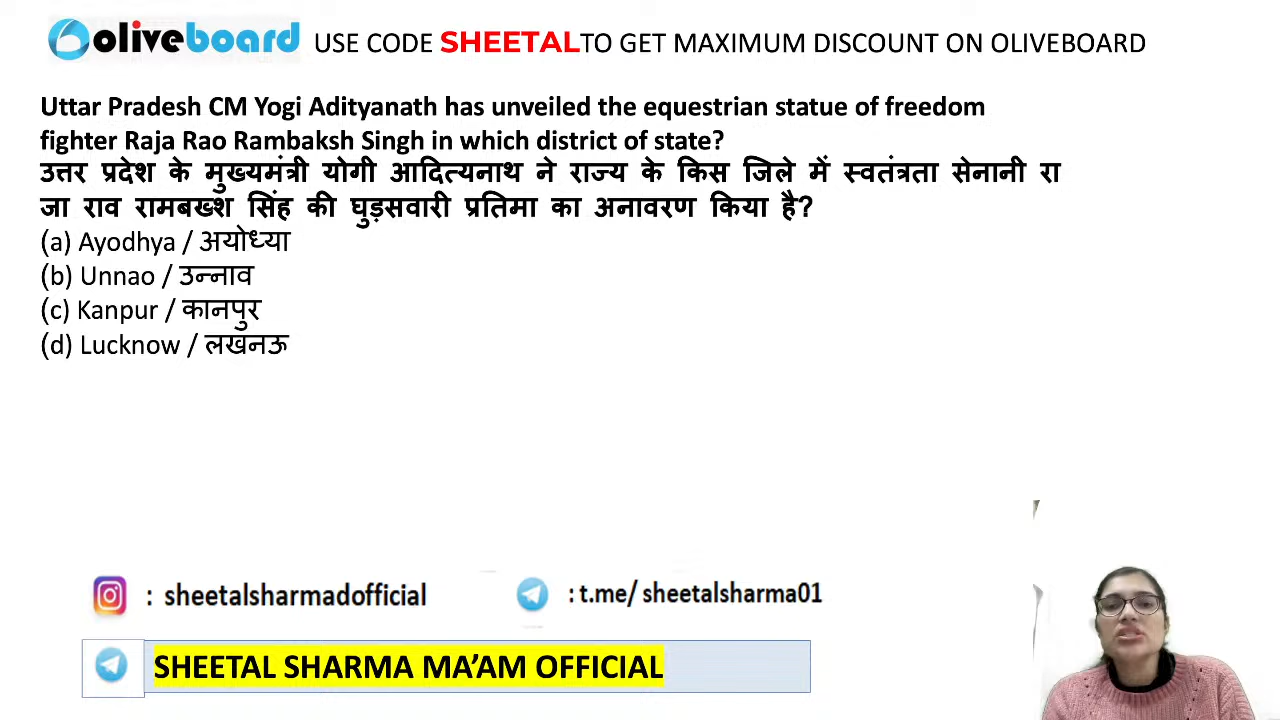 oliveboard USE CODE SHEETAL TO GET MAXIMUM DISCOUNT ON OLIVEBOARD
Uttar Pradesh CM Yogi Adityanath has unveiled the equestrian statue of freedom
fighter Raja Rao Rambaksh Singh in which district of state?
उत्तर प्रदेश के मुख्यमंत्री योगी आदित्यनाथ ने राज्य के किस जिले में स्वतंत्रता सेनानी रा
जा राव रामबख्श सिंह की घुड़सवारी प्रतिमा का अनावरण किया है?
(a) Ayodhya / अयोध्या
(b) Unnao / उन्नाव
(c) Kanpur / कानपुर
(d) Lucknow / लखनऊ
: sheetalsharmadofficial
: t.me/ sheetalsharma01
SHEETAL SHARMA MA’AM OFFICIAL